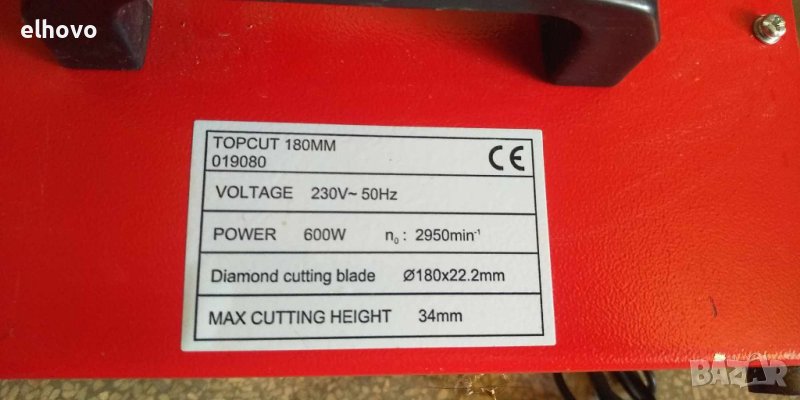 elhovo
TOPCUT 180MM
019080
CE
VOLTAGE 230V~ 50Hz
POWER 600W n₀ : 2950min⁻¹
Diamond cutting blade Ø180x22.2mm
MAX CUTTING HEIGHT 34mm
BAZAR